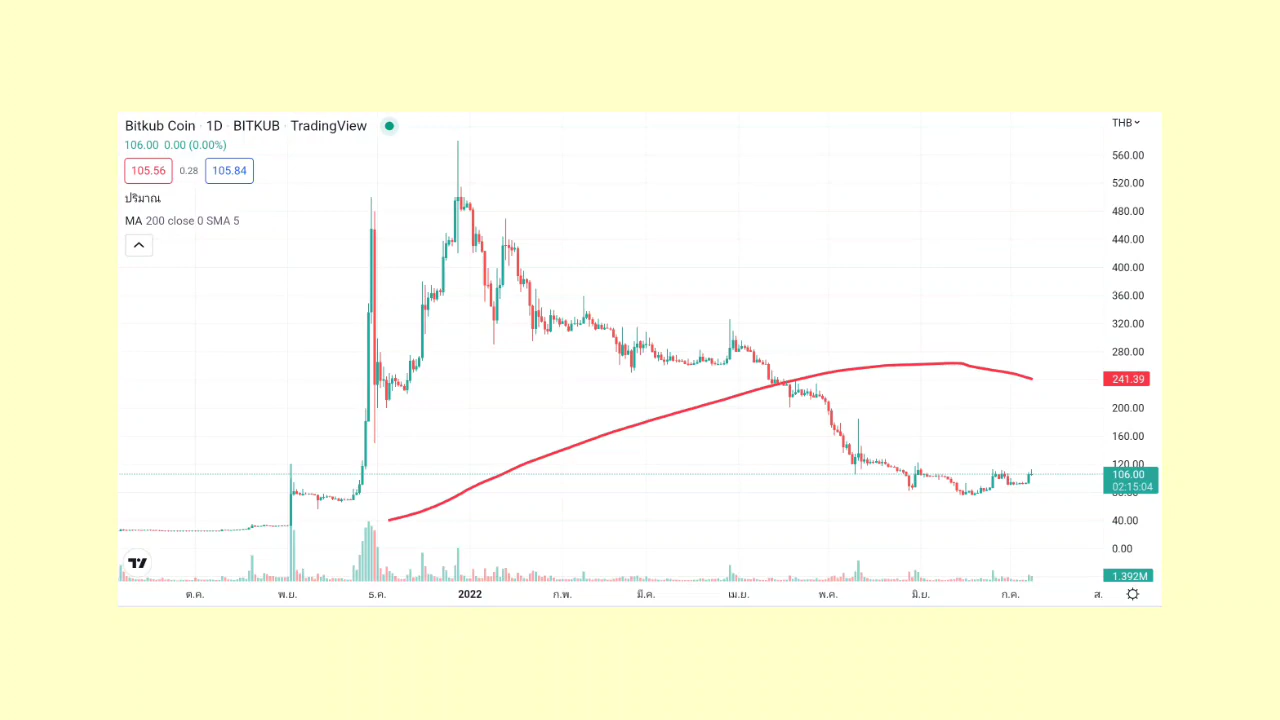 Bitkub Coin · 1D · BITKUB · TradingView
THB
106.00 0.00 (0.00%)
105.56 0.28 105.84
ปริมาณ
MA 200 close 0 SMA 5
560.00
520.00
480.00
440.00
400.00
360.00
320.00
280.00
241.39
200.00
160.00
120.00
106.00
02:15:04
80.00
40.00
0.00
1.392M
ต.ค. พ.ย. ธ.ค. 2022 ก.พ. มี.ค. เม.ย. พ.ค. มิ.ย. ก.ค. ส.